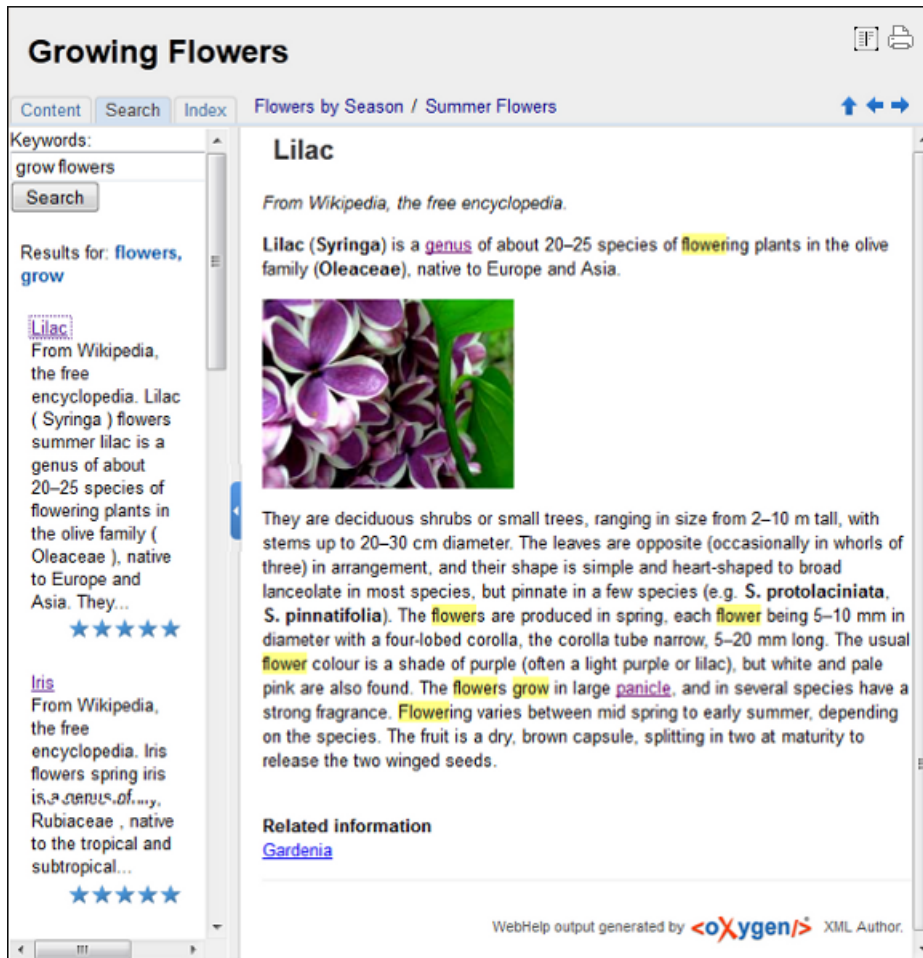 Growing Flowers
Content Search Index
Flowers by Season / Summer Flowers
Keywords:
grow flowers
Search
Results for: flowers,
grow
Lilac
From Wikipedia,
the free
encyclopedia. Lilac
( Syringa ) flowers
summer lilac is a
genus of about
20–25 species of
flowering plants in
the olive family (
Oleaceae ), native
to Europe and
Asia. They...
Iris
From Wikipedia,
the free
encyclopedia. Iris
flowers spring iris
is a genus of
Rubiaceae , native
to the tropical and
subtropical...
Lilac
From Wikipedia, the free encyclopedia.
Lilac (Syringa) is a genus of about 20–25 species of flowering plants in the olive
family (Oleaceae), native to Europe and Asia.
They are deciduous shrubs or small trees, ranging in size from 2–10 m tall, with
stems up to 20–30 cm diameter. The leaves are opposite (occasionally in whorls of
three) in arrangement, and their shape is simple and heart-shaped to broad
lanceolate in most species, but pinnate in a few species (e.g. S. protolaciniata,
S. pinnatifolia). The flowers are produced in spring, each flower being 5–10 mm in
diameter with a four-lobed corolla, the corolla tube narrow, 5–20 mm long. The usual
flower colour is a shade of purple (often a light purple or lilac), but white and pale
pink are also found. The flowers grow in large panicle, and in several species have a
strong fragrance. Flowering varies between mid spring to early summer, depending
on the species. The fruit is a dry, brown capsule, splitting in two at maturity to
release the two winged seeds.
Related information
Gardenia
WebHelp output generated by <oXygen/> XML Author.